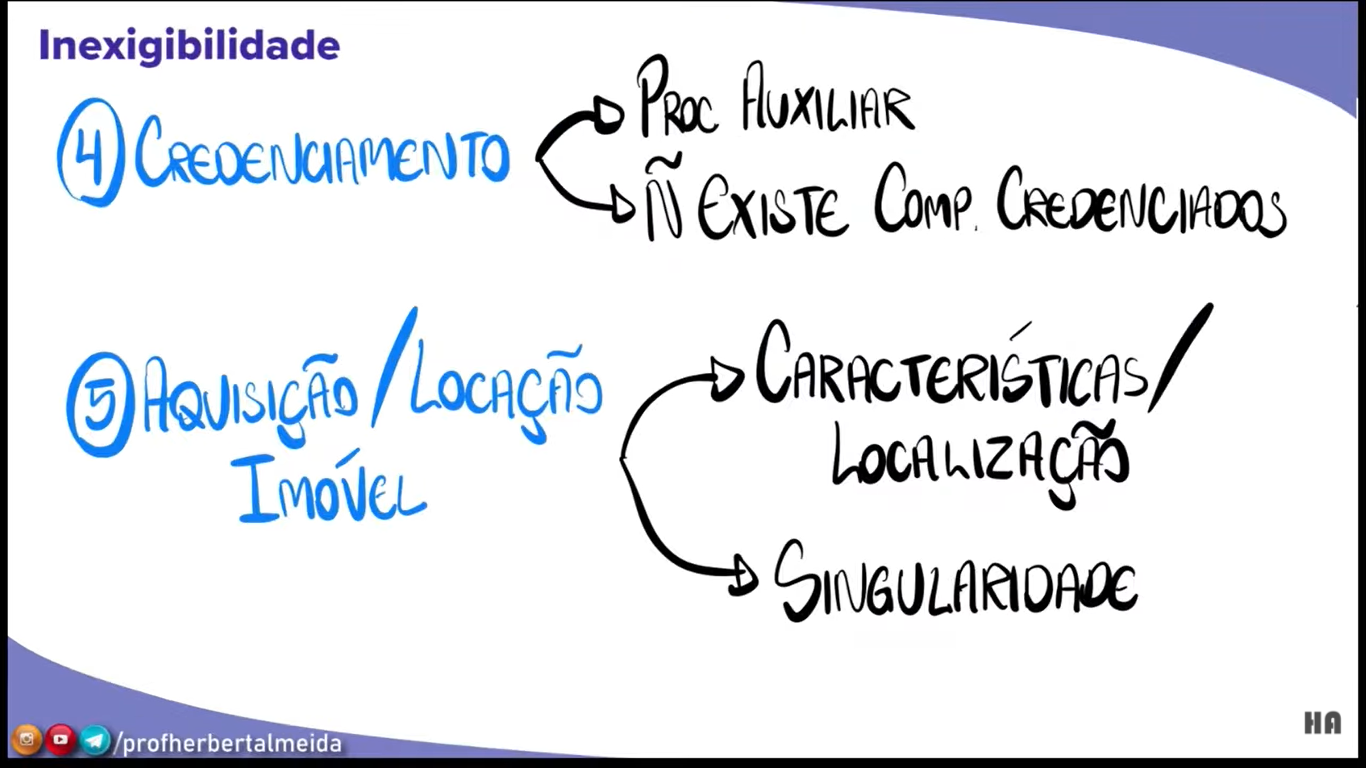 Inexigibilidade
4 CREDENCIAMENTO
PROC AUXILIAR
Ñ EXISTE COMP. CREDENCIADOS
5 AQUISIÇÃO / LOCAÇÃO
IMÓVEL
CARACTERÍSTICAS /
LOCALIZAÇÃO
SINGULARIDADE
/profherbertalmeida
HA